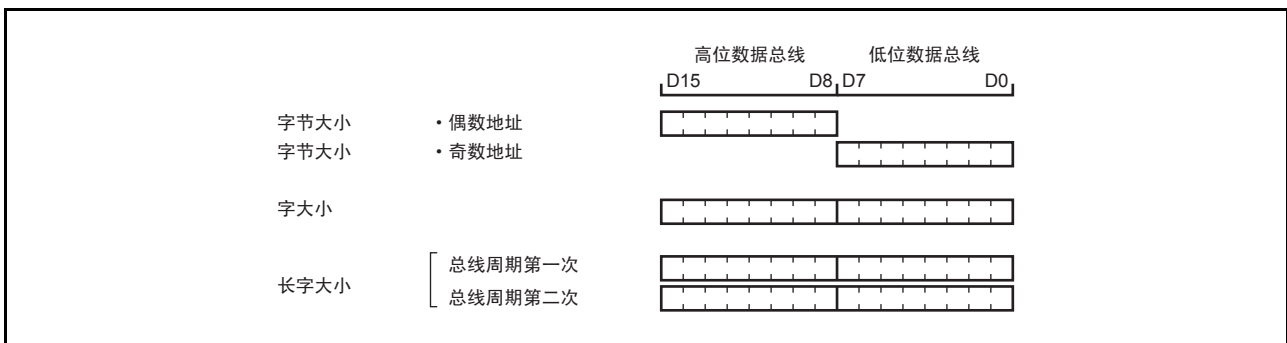 高位数据总线 低位数据总线
D15 D8 D7 D0
字节大小 ・偶数地址
字节大小 ・奇数地址
字大小
总线周期第一次
长字大小
总线周期第二次